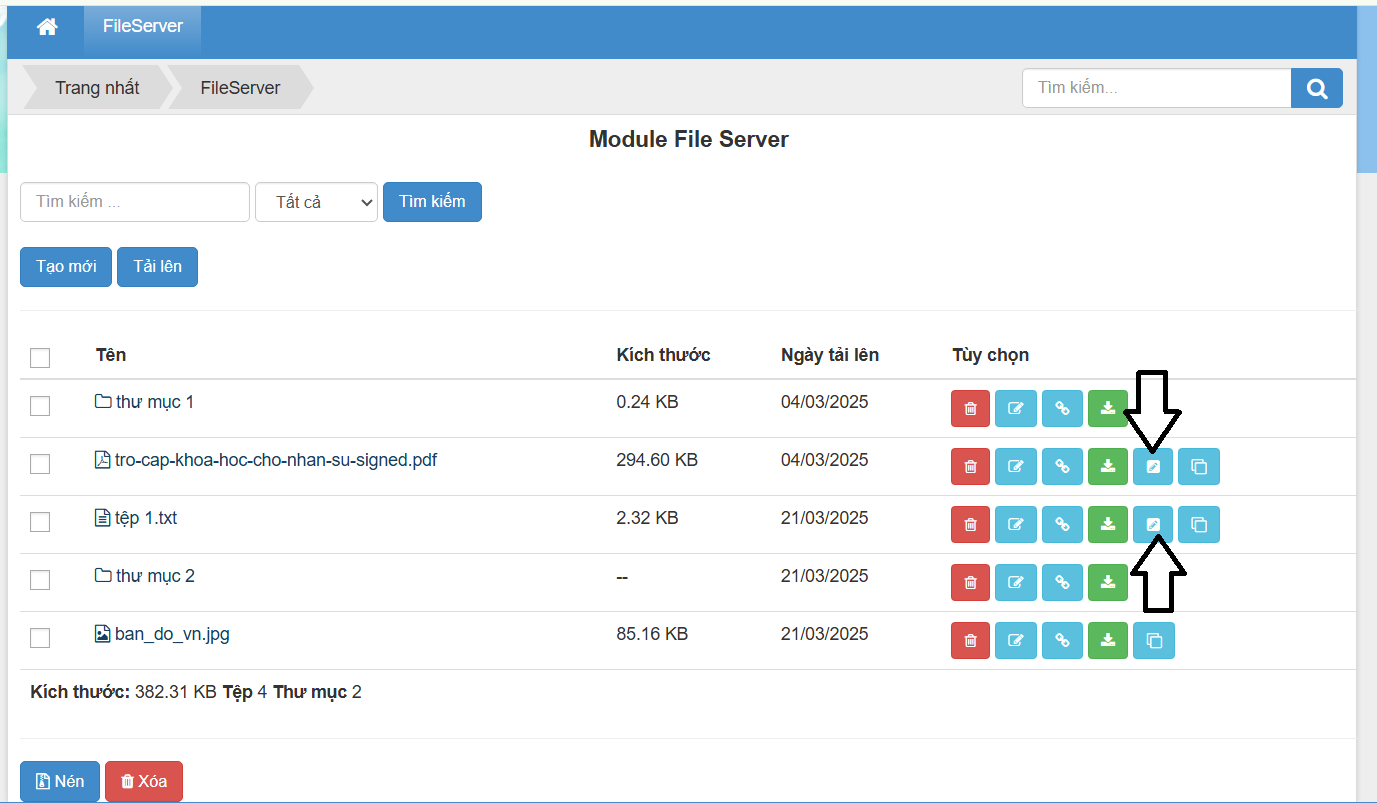 FileServer
Trang nhất FileServer Tìm kiếm...
Module File Server
Tìm kiếm ... Tất cả Tìm kiếm
Tạo mới Tải lên
Tên Kích thước Ngày tải lên Tùy chọn
thư mục 1 0.24 KB 04/03/2025
tro-cap-khoa-hoc-cho-nhan-su-signed.pdf 294.60 KB 04/03/2025
tệp 1.txt 2.32 KB 21/03/2025
thư mục 2 -- 21/03/2025
ban_do_vn.jpg 85.16 KB 21/03/2025
Kích thước: 382.31 KB Tệp 4 Thư mục 2
Nén Xóa